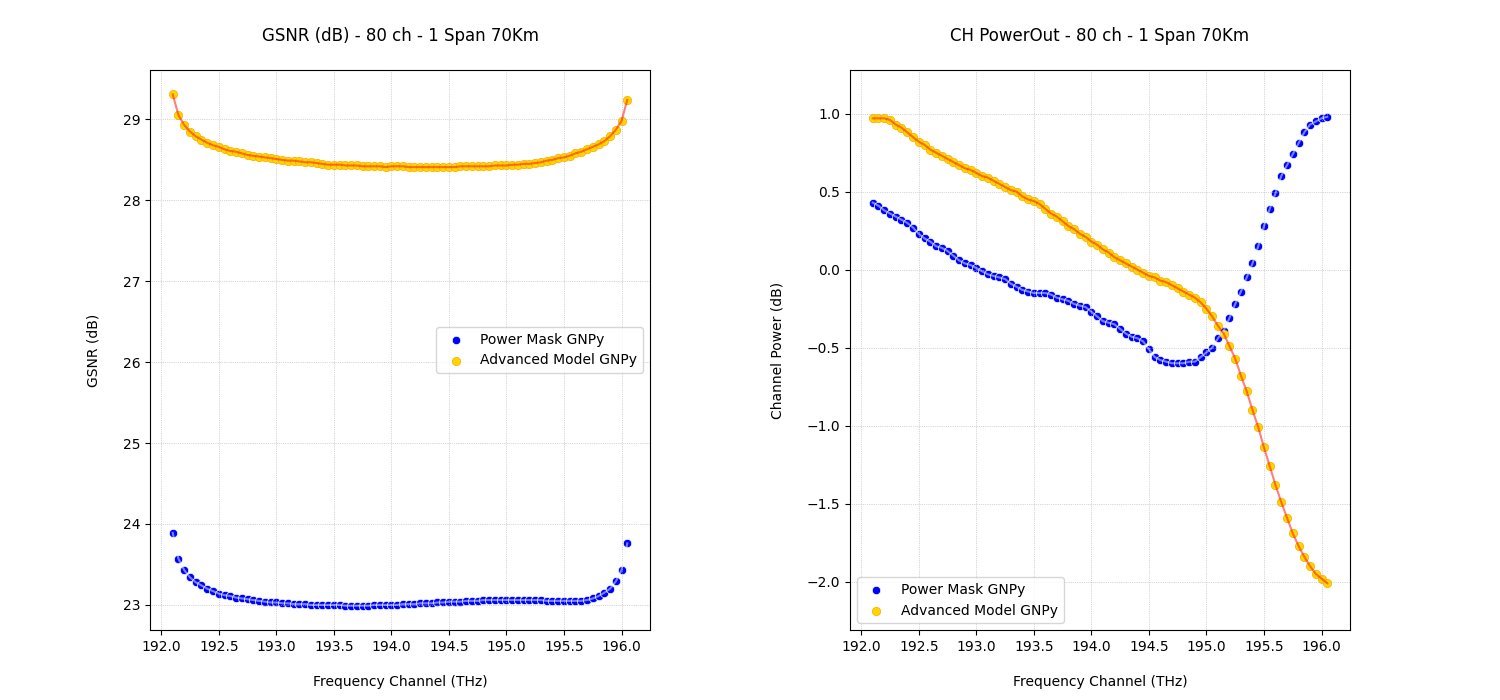 GSNR (dB) - 80 ch - 1 Span 70Km
GSNR (dB)
29
28
27
26
25
24
23
Power Mask GNPy
Advanced Model GNPy
192.0 192.5 193.0 193.5 194.0 194.5 195.0 195.5 196.0
Frequency Channel (THz)
CH PowerOut - 80 ch - 1 Span 70Km
Channel Power (dB)
1.0
0.5
0.0
−0.5
−1.0
−1.5
−2.0
Power Mask GNPy
Advanced Model GNPy
192.0 192.5 193.0 193.5 194.0 194.5 195.0 195.5 196.0
Frequency Channel (THz)